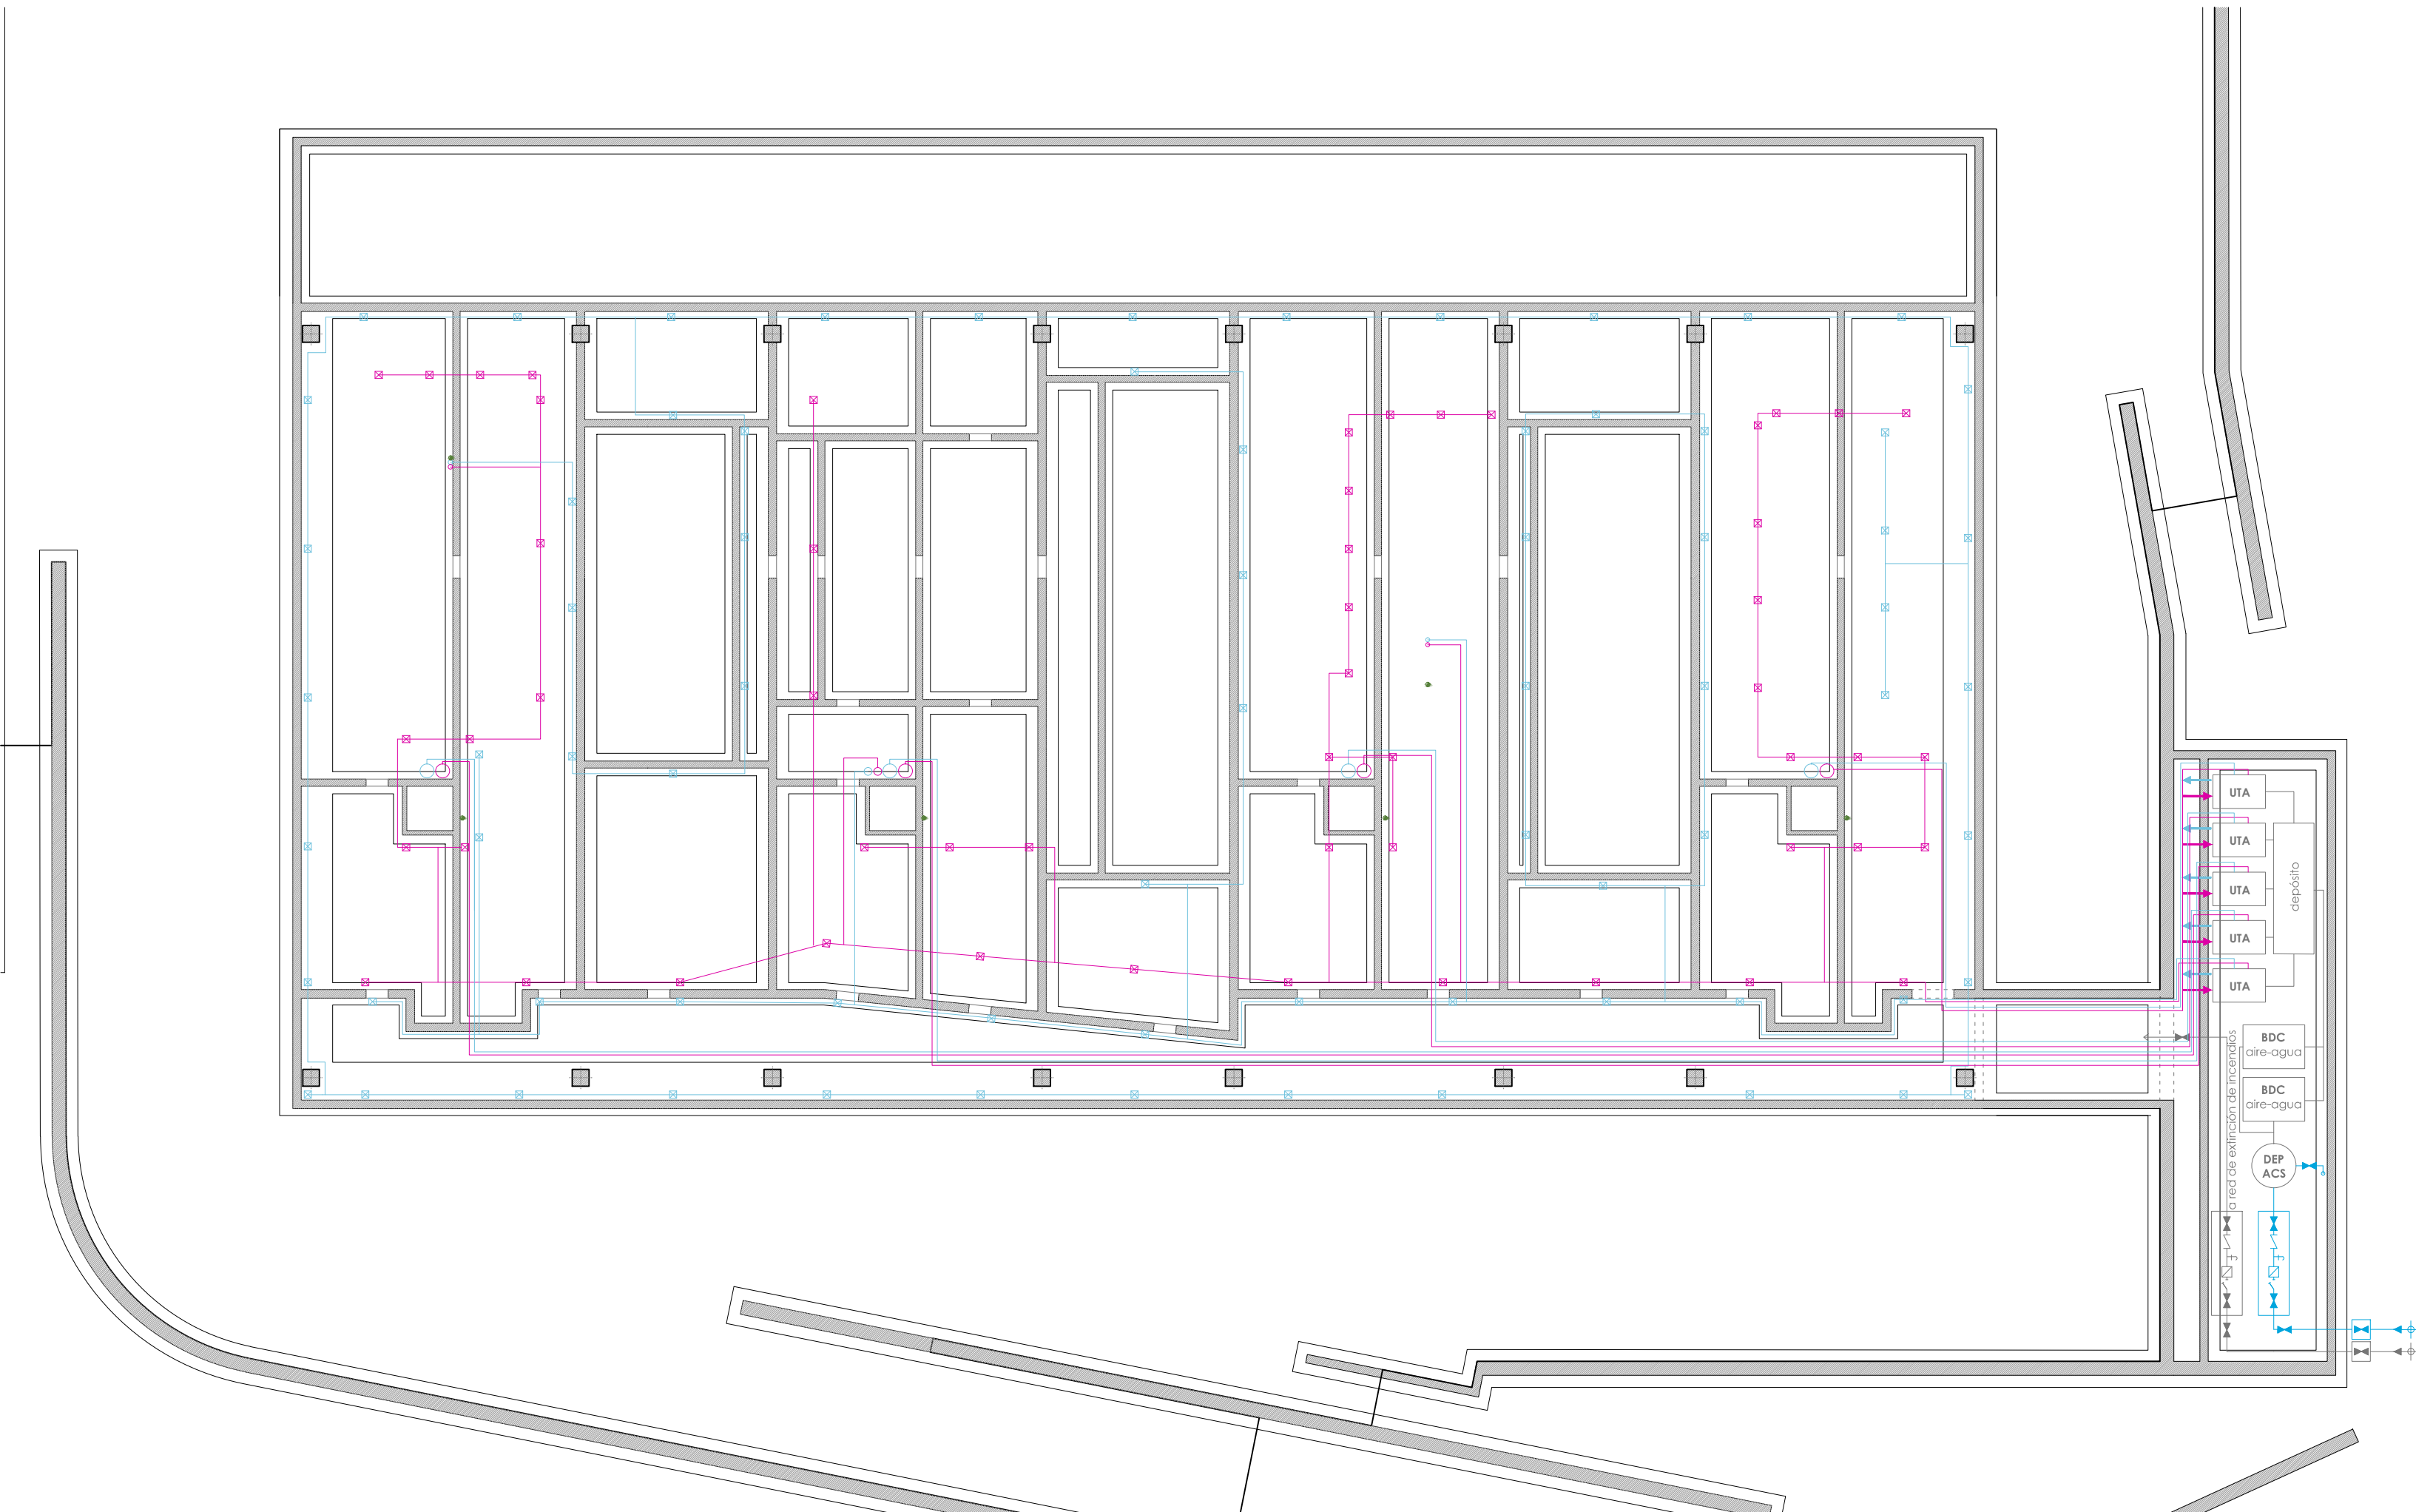 UTA
UTA
UTA
UTA
UTA
depósito
BDC
aire-agua
BDC
aire-agua
DEP
ACS
a red de extinción de incendios